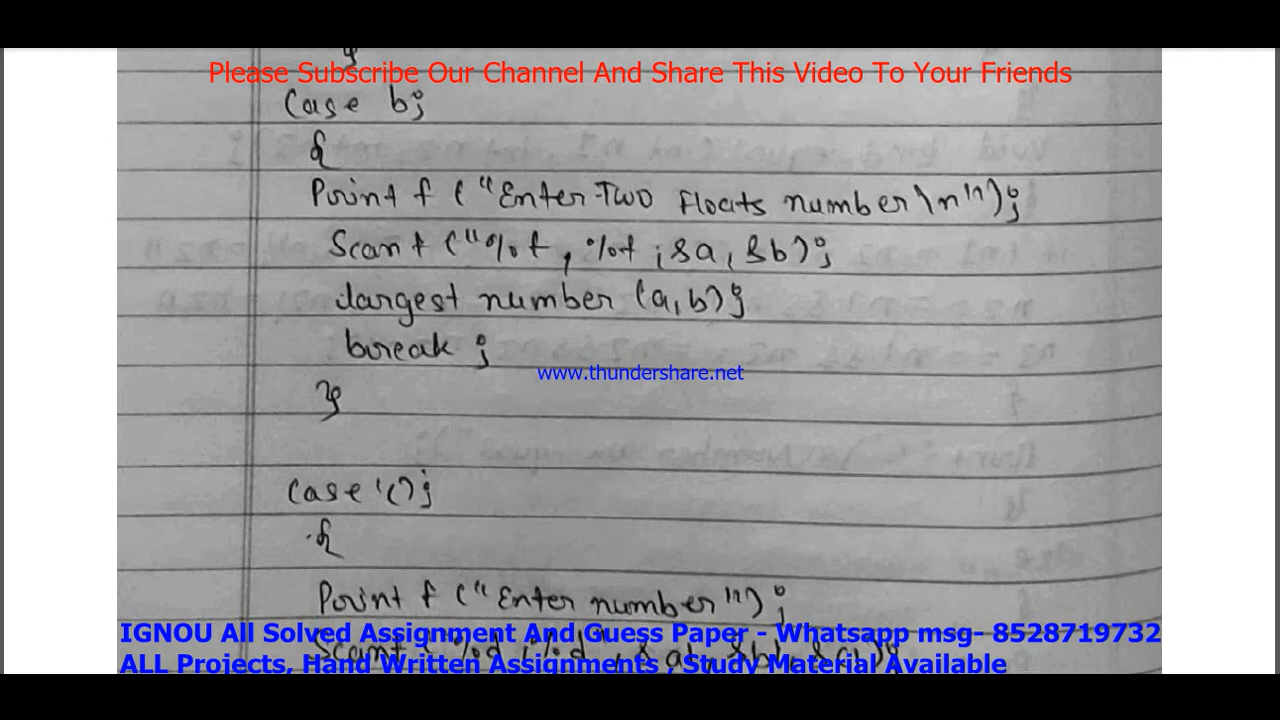 }
Please Subscribe Our Channel And Share This Video To Your Friends
Case b;
{
Print f ("Enter Two Floats number \n");
Scanf ("%f, %f ; &a, &b);
largest number (a, b);
break ;
www.thundershare.net
}
Case 'c';
{
Print f ("Enter number");
IGNOU All Solved Assignment And Guess Paper - Whatsapp msg- 8528719732
Scanf
ALL Projects, Hand Written Assignments , Study Material Available